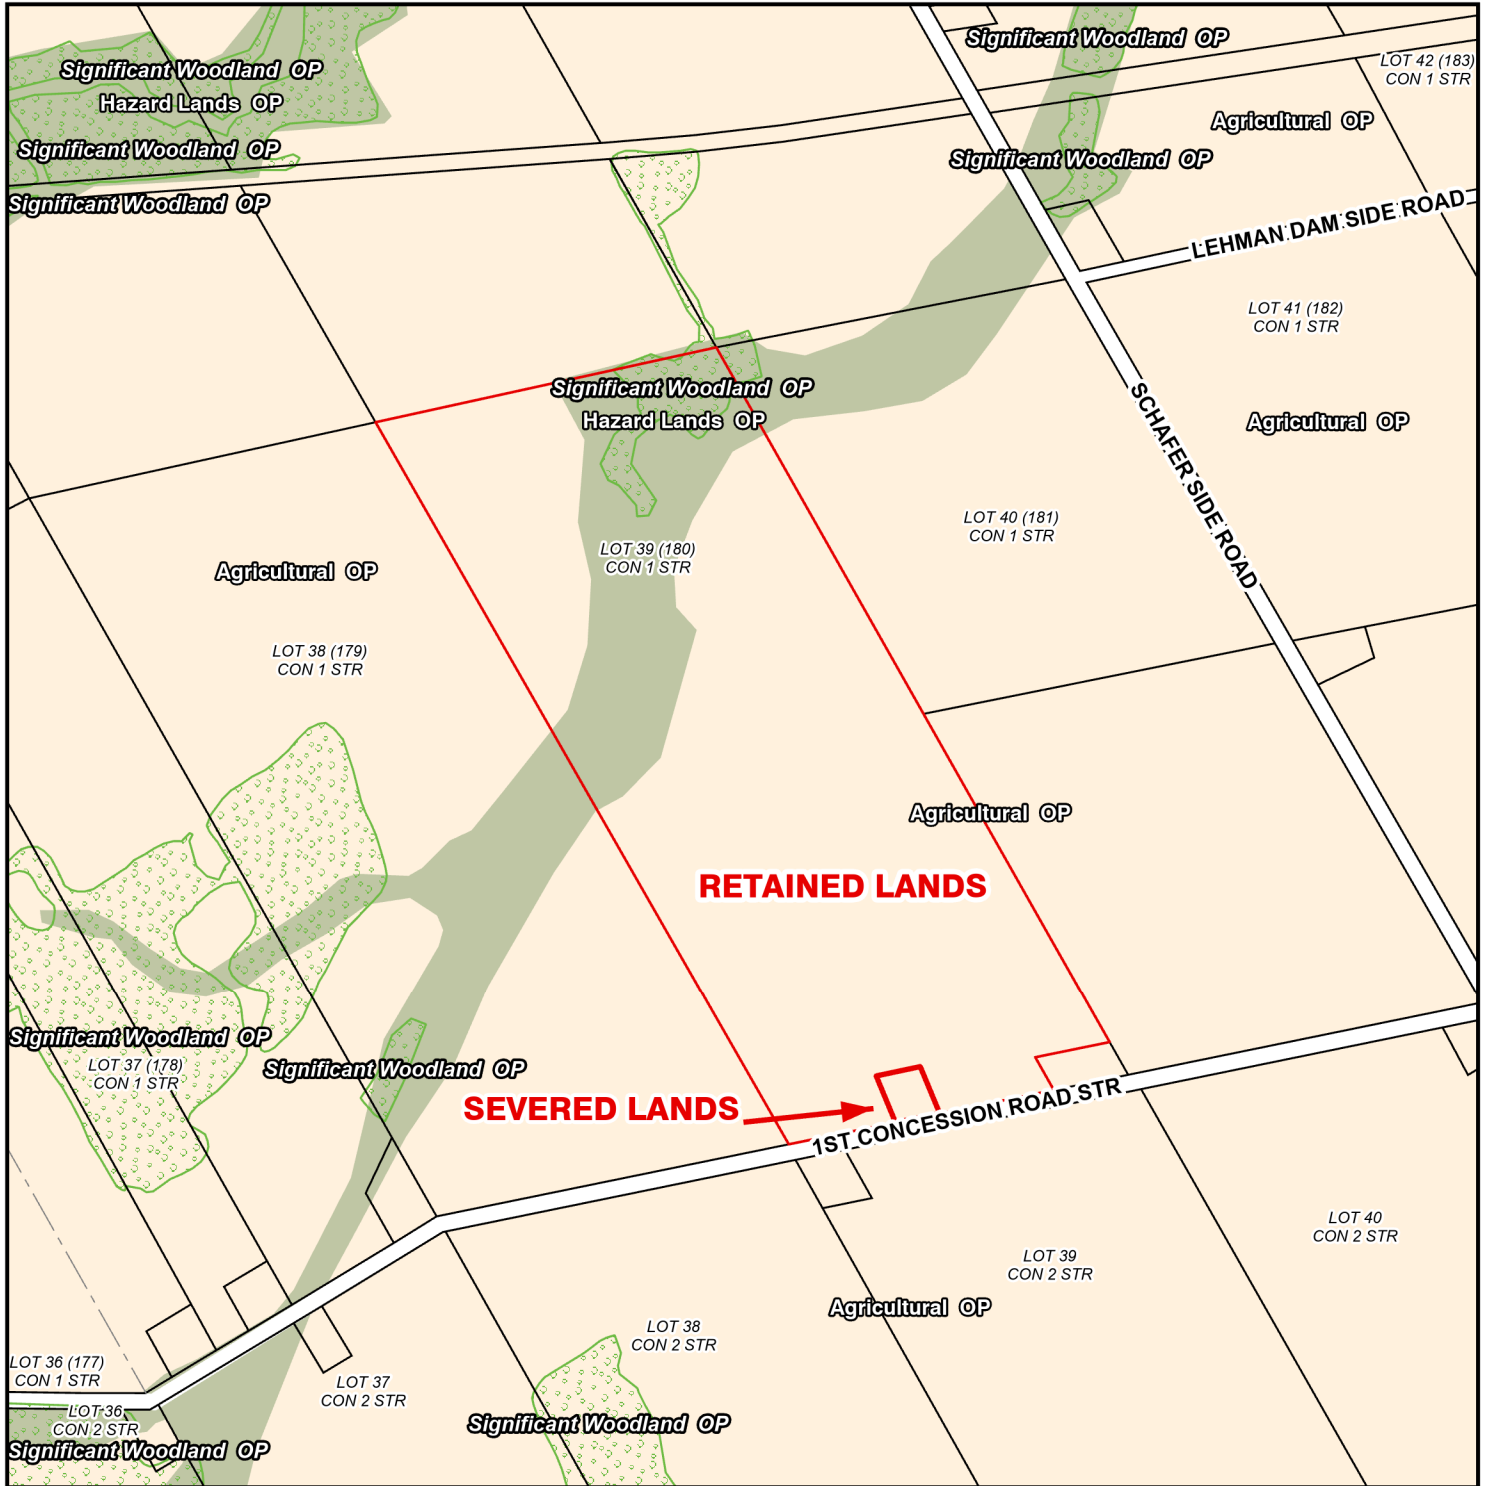 Significant Woodland OP
LOT 42 (183)
CON 1 STR
Significant Woodland OP
Hazard Lands OP
Agricultural OP
Significant Woodland OP
Significant Woodland OP
Significant Woodland OP
LEHMAN DAM SIDE ROAD
LOT 41 (182)
CON 1 STR
Significant Woodland OP
Hazard Lands OP
SCHAFER SIDE ROAD
Agricultural OP
LOT 40 (181)
CON 1 STR
LOT 39 (180)
CON 1 STR
Agricultural OP
LOT 38 (179)
CON 1 STR
Agricultural OP
RETAINED LANDS
Significant Woodland OP
LOT 37 (178)
CON 1 STR
Significant Woodland OP
SEVERED LANDS
1ST CONCESSION ROAD STR
LOT 40
CON 2 STR
LOT 39
CON 2 STR
Agricultural OP
LOT 38
CON 2 STR
LOT 36 (177)
CON 1 STR
LOT 37
CON 2 STR
LOT 36
CON 2 STR
Significant Woodland OP
Significant Woodland OP